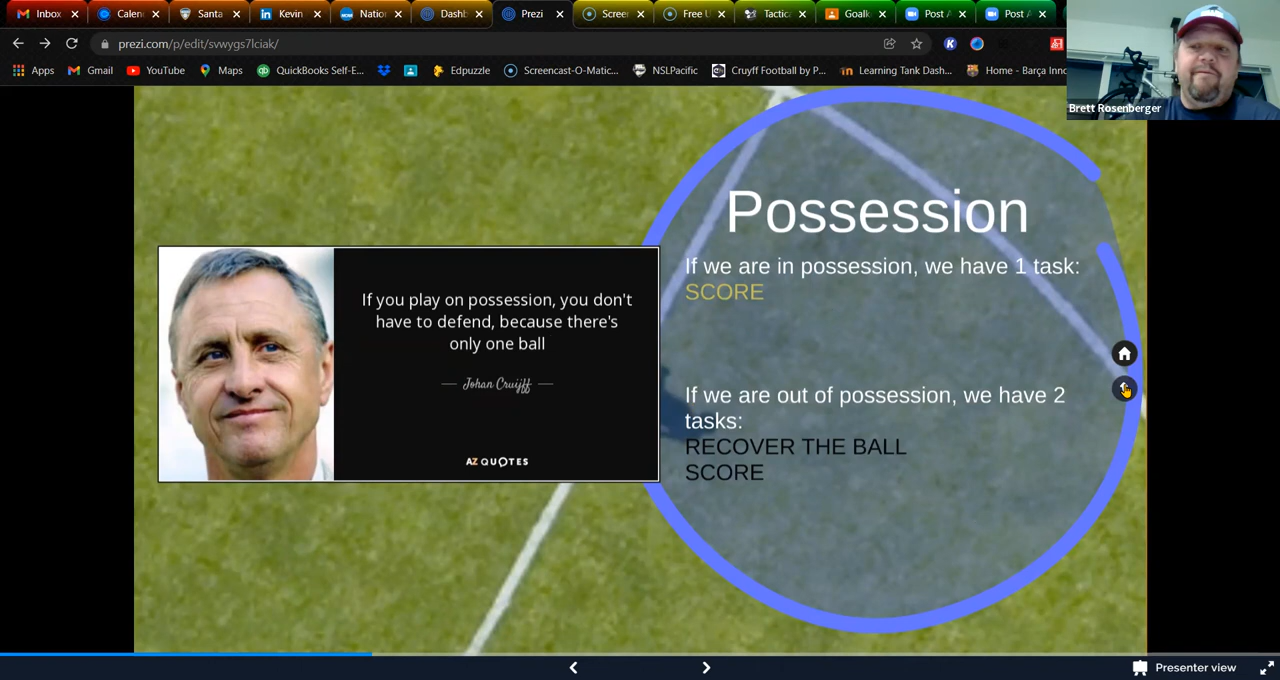 Inbox
Calen
Santa
Kevin
Natio
Dashb
Prezi
Screen
Free U
Tactica
Goalke
Post A
Post A
prezi.com/p/edit/svwygs7lciak/
Apps
Gmail
YouTube
Maps
QuickBooks Self-E...
Edpuzzle
Screencast-O-Matic...
NSLPacific
Cruyff Football by P...
Learning Tank Dash...
Home - Barça Inno
Brett Rosenberger
Possession
If we are in possession, we have 1 task:
SCORE
If you play on possession, you don't
have to defend, because there's
only one ball
Johan Cruijff
AZ QUOTES
If we are out of possession, we have 2
tasks:
RECOVER THE BALL
SCORE
Presenter view